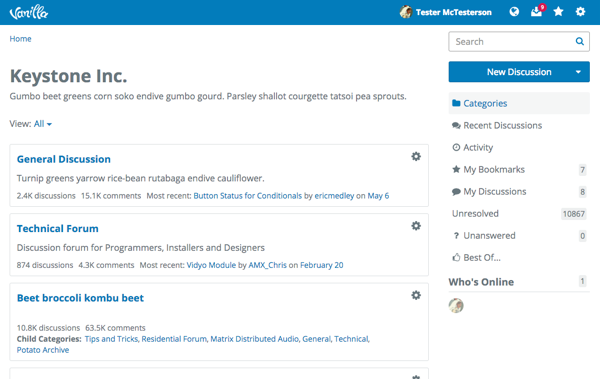 Vanilla
Tester McTesterson
9
Home
Search
Keystone Inc.
Gumbo beet greens corn soko endive gumbo gourd. Parsley shallot courgette tatsoi pea sprouts.
View: All
General Discussion
Turnip greens yarrow rice-bean rutabaga endive cauliflower.
2.4K discussions 15.1K comments Most recent: Button Status for Conditionals by ericmedley on May 6
Technical Forum
Discussion forum for Programmers, Installers and Designers
874 discussions 4.3K comments Most recent: Vidyo Module by AMX_Chris on February 20
Beet broccoli kombu beet
10.8K discussions 63.5K comments
Child Categories: Tips and Tricks, Residential Forum, Matrix Distributed Audio, General, Technical,
Potato Archive
New Discussion
Categories
Recent Discussions
Activity
My Bookmarks 7
My Discussions 8
Unresolved 10867
? Unanswered 0
Best Of...
Who's Online 1